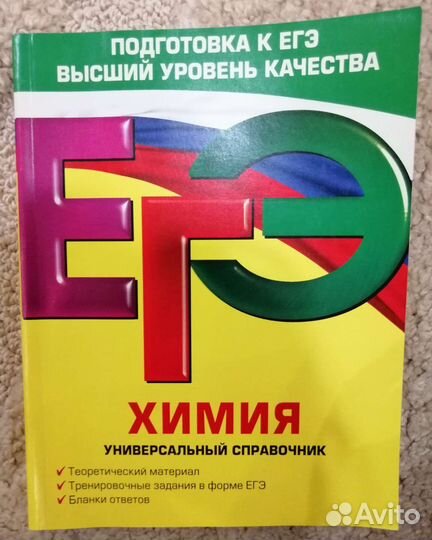 ПОДГОТОВКА К ЕГЭ
ВЫСШИЙ УРОВЕНЬ КАЧЕСТВА
ЕГЭ
ХИМИЯ
УНИВЕРСАЛЬНЫЙ СПРАВОЧНИК
✓ Теоретический материал
✓ Тренировочные задания в форме ЕГЭ
✓ Бланки ответов
Avito